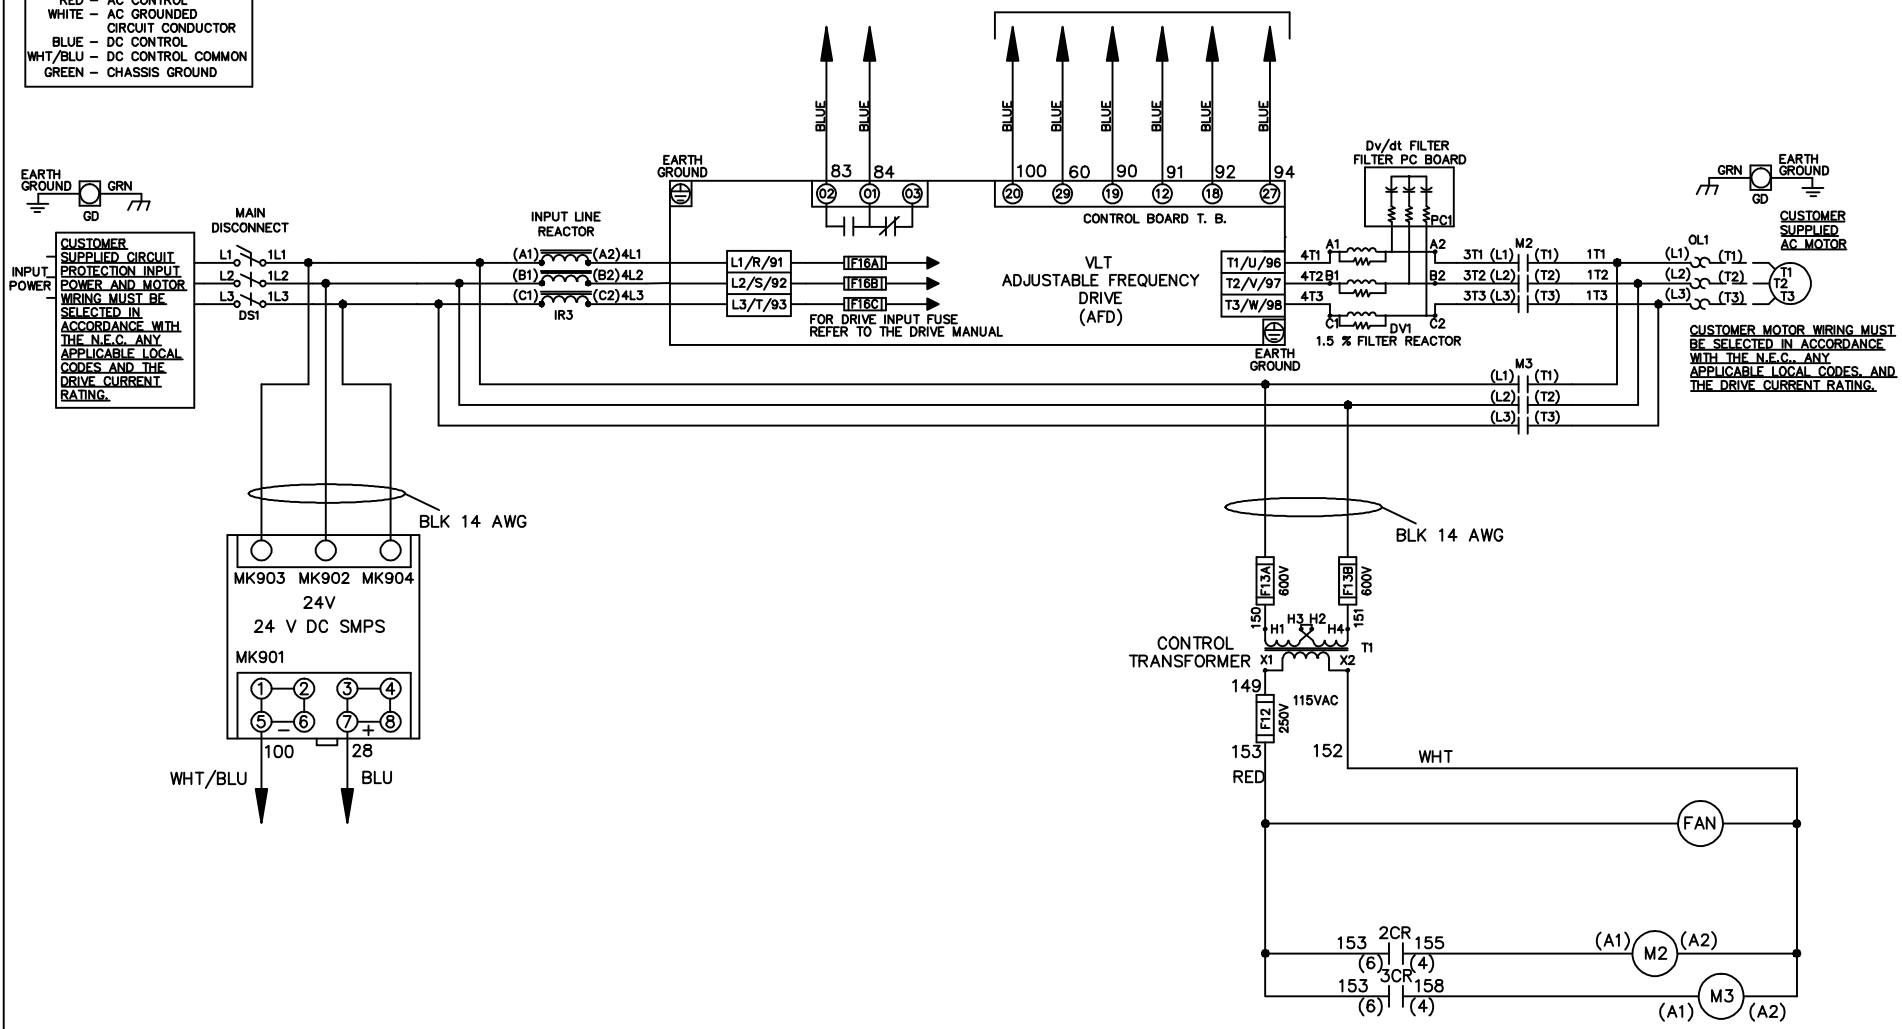 RED – AC CONTROL
WHITE – AC GROUNDED
CIRCUIT CONDUCTOR
BLUE – DC CONTROL
WHT/BLU – DC CONTROL COMMON
GREEN – CHASSIS GROUND
BLUE
BLUE
BLUE
BLUE
BLUE
BLUE
BLUE
BLUE
83
84
100
60
90
91
92
94
02
01
03
20
29
19
12
18
27
CONTROL BOARD T. B.
EARTH
GROUND
GRN
GD
EARTH
GROUND
Dv/dt FILTER
FILTER PC BOARD
PC1
GRN
EARTH
GROUND
GD
MAIN
DISCONNECT
INPUT LINE
REACTOR
CUSTOMER
SUPPLIED
AC MOTOR
INPUT
POWER
CUSTOMER
SUPPLIED CIRCUIT
PROTECTION INPUT
POWER AND MOTOR
WIRING MUST BE
SELECTED IN
ACCORDANCE WITH
THE N.E.C. ANY
APPLICABLE LOCAL
CODES AND THE
DRIVE CURRENT
RATING.
L1 1L1
L2 1L2
L3 1L3
DS1
(A1) (A2) 4L1
(B1) (B2) 4L2
(C1) (C2) 4L3
IR3
L1/R/91
L2/S/92
L3/T/93
F16A
F16B
F16C
FOR DRIVE INPUT FUSE
REFER TO THE DRIVE MANUAL
VLT
ADJUSTABLE FREQUENCY
DRIVE
(AFD)
T1/U/96
T2/V/97
T3/W/98
EARTH
GROUND
4T1 A1 A2
4T2 B1 B2
4T3 C1 C2
DV1
1.5 % FILTER REACTOR
M2
3T1 (L1) (T1) 1T1
3T2 (L2) (T2) 1T2
3T3 (L3) (T3) 1T3
OL1
(L1) (T1)
(L2) (T2)
(L3) (T3)
T1
T2
T3
CUSTOMER MOTOR WIRING MUST
BE SELECTED IN ACCORDANCE
WITH THE N.E.C., ANY
APPLICABLE LOCAL CODES, AND
THE DRIVE CURRENT RATING.
M3
(L1) (T1)
(L2) (T2)
(L3) (T3)
BLK 14 AWG
BLK 14 AWG
MK903 MK902 MK904
24V
24 V DC SMPS
MK901
1 2 3 4
5 6 7 8
– +
100
28
WHT/BLU
BLU
F13A
600V
F13B
600V
150
151
H1 H3 H2 H4
T1
CONTROL
TRANSFORMER
X1 X2
149
115VAC
F12
250V
153
152
RED
WHT
FAN
2CR
153 155
(6) (4)
(A1) M2 (A2)
3CR
153 158
(6) (4)
(A1) M3 (A2)